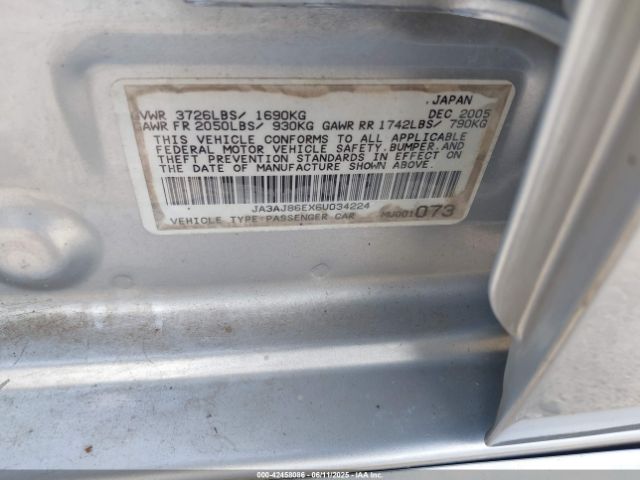 JAPAN
VWR 3726LBS/ 1690KG DEC 2005
GAWR FR 2050LBS/ 930KG GAWR RR 1742LBS/ 790KG
THIS VEHICLE CONFORMS TO ALL APPLICABLE
FEDERAL MOTOR VEHICLE SAFETY, BUMPER, AND
THEFT PREVENTION STANDARDS IN EFFECT ON
THE DATE OF MANUFACTURE SHOWN ABOVE.
JA3AJ86EX6U034224
VEHICLE TYPE:PASSENGER CAR MU001073
000-42458086 - 06/11/2025 - IAA Inc.